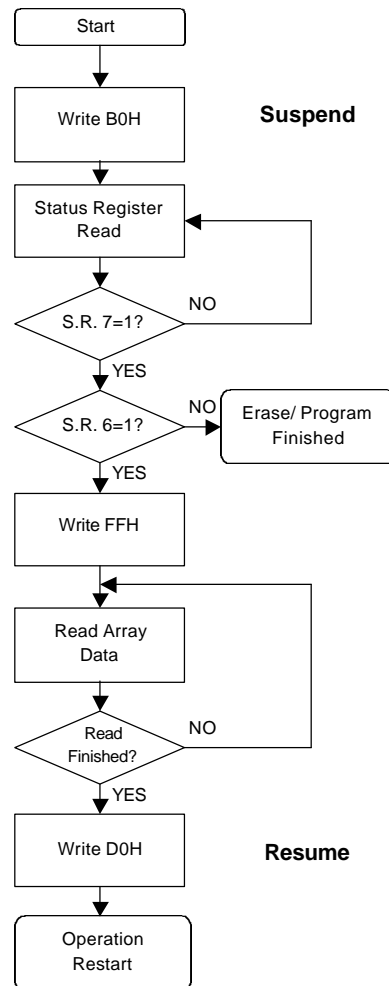 Start
Write B0H
Suspend
Status Register
Read
S.R. 7=1?
NO
YES
S.R. 6=1?
NO
Erase/ Program
Finished
YES
Write FFH
Read Array
Data
Read
Finished?
NO
YES
Write D0H
Resume
Operation
Restart